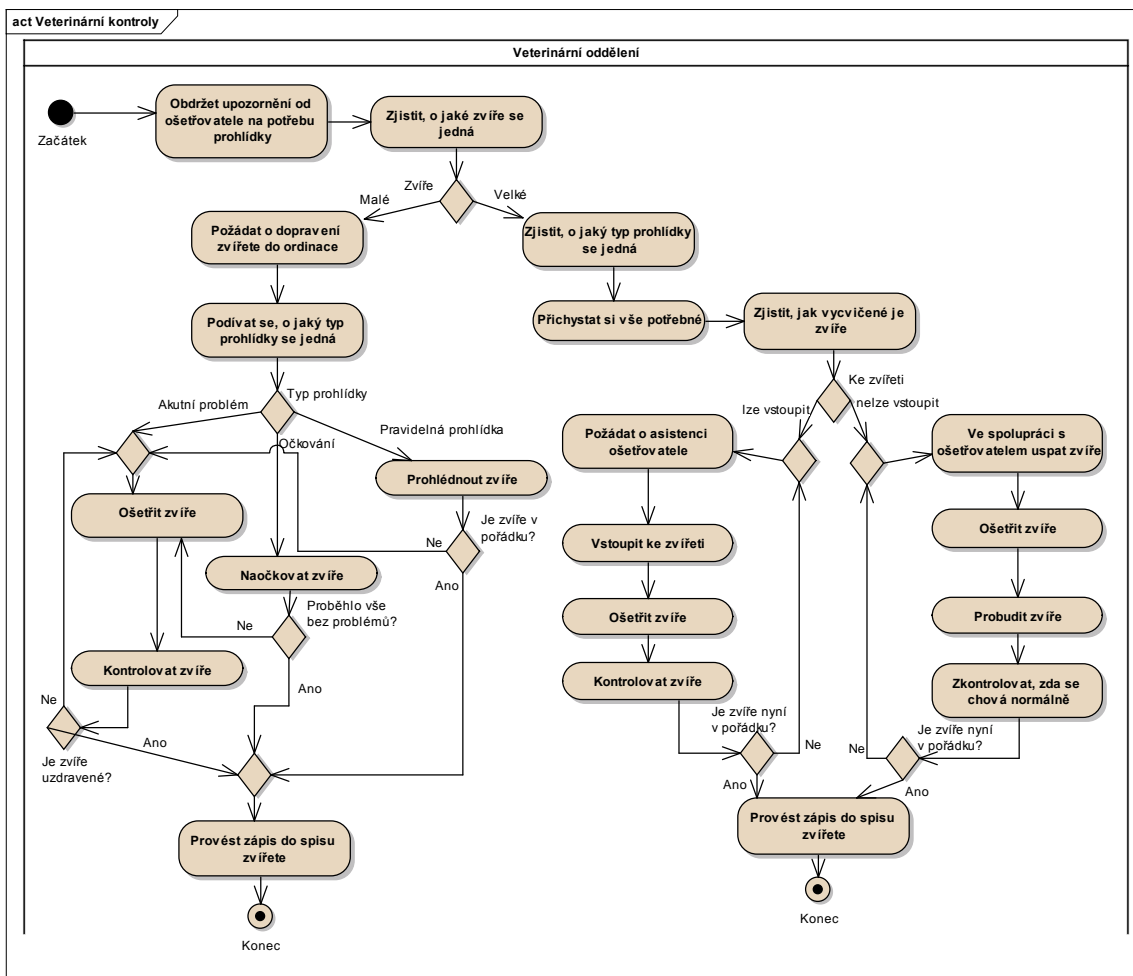 act Veterinární kontroly
Veterinární oddělení
Začátek
Obdržet upozornění od
ošetřovatele na potřebu
prohlídky
Zjistit, o jaké zvíře se
jedná
Zvíře
Malé
Velké
Požádat o dopravení
zvířete do ordinace
Zjistit, o jaký typ prohlídky
se jedná
Podívat se, o jaký typ
prohlídky se jedná
Přichystat si vše potřebné
Zjistit, jak vycvičené je
zvíře
Typ prohlídky
Akutní problém
Očkování
Pravidelná prohlídka
Ke zvířeti
lze vstoupit
nelze vstoupit
Požádat o asistenci
ošetřovatele
Ve spolupráci s
ošetřovatelem uspat zvíře
Prohlédnout zvíře
Ošetřit zvíře
Je zvíře v
pořádku?
Ne
Ano
Vstoupit ke zvířeti
Ošetřit zvíře
Naočkovat zvíře
Proběhlo vše
bez problémů?
Ne
Ano
Ošetřit zvíře
Probudit zvíře
Kontrolovat zvíře
Kontrolovat zvíře
Zkontrolovat, zda se
chová normálně
Ne
Ano
Je zvíře
uzdravené?
Je zvíře nyní
v pořádku?
Ne
Ano
Je zvíře nyní
v pořádku?
Ne
Ano
Provést zápis do spisu
zvířete
Provést zápis do spisu
zvířete
Konec
Konec